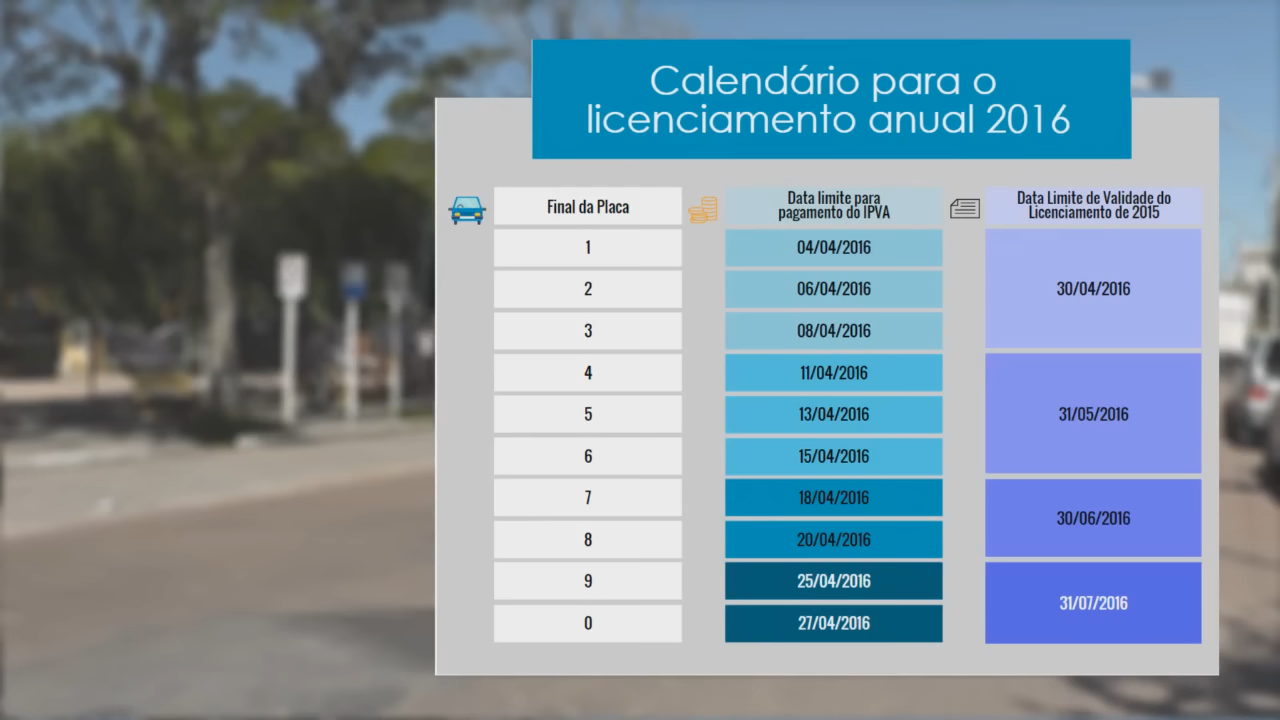 Calendário para o
licenciamento anual 2016
Final da Placa
Data limite para
pagamento do IPVA
Data Limite de Validade do
Licenciamento de 2015
1 04/04/2016 30/04/2016
2 06/04/2016
3 08/04/2016
4 11/04/2016 31/05/2016
5 13/04/2016
6 15/04/2016
7 18/04/2016 30/06/2016
8 20/04/2016
9 25/04/2016 31/07/2016
0 27/04/2016